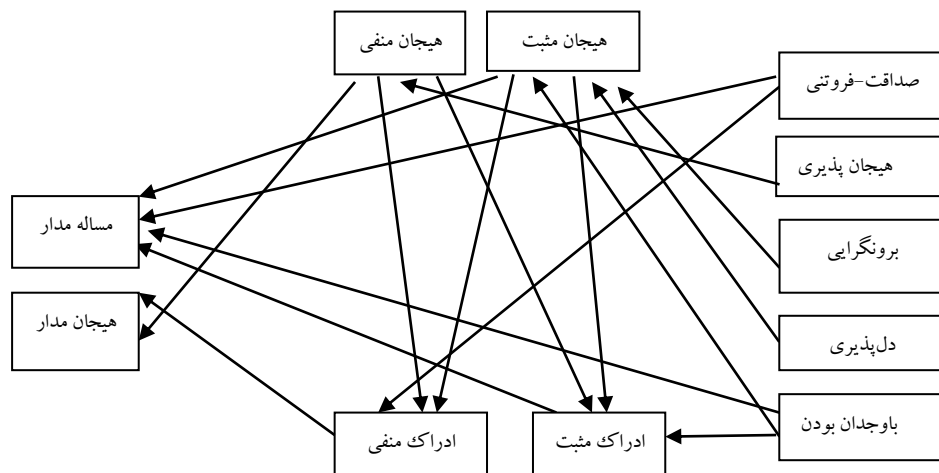 هیجان مثبت
هیجان منفی
صداقت-فروتنی
هیجان پذیری
برونگرایی
دل‌پذیری
باوجدان بودن
مساله مدار
هیجان مدار
ادراک مثبت
ادراک منفی